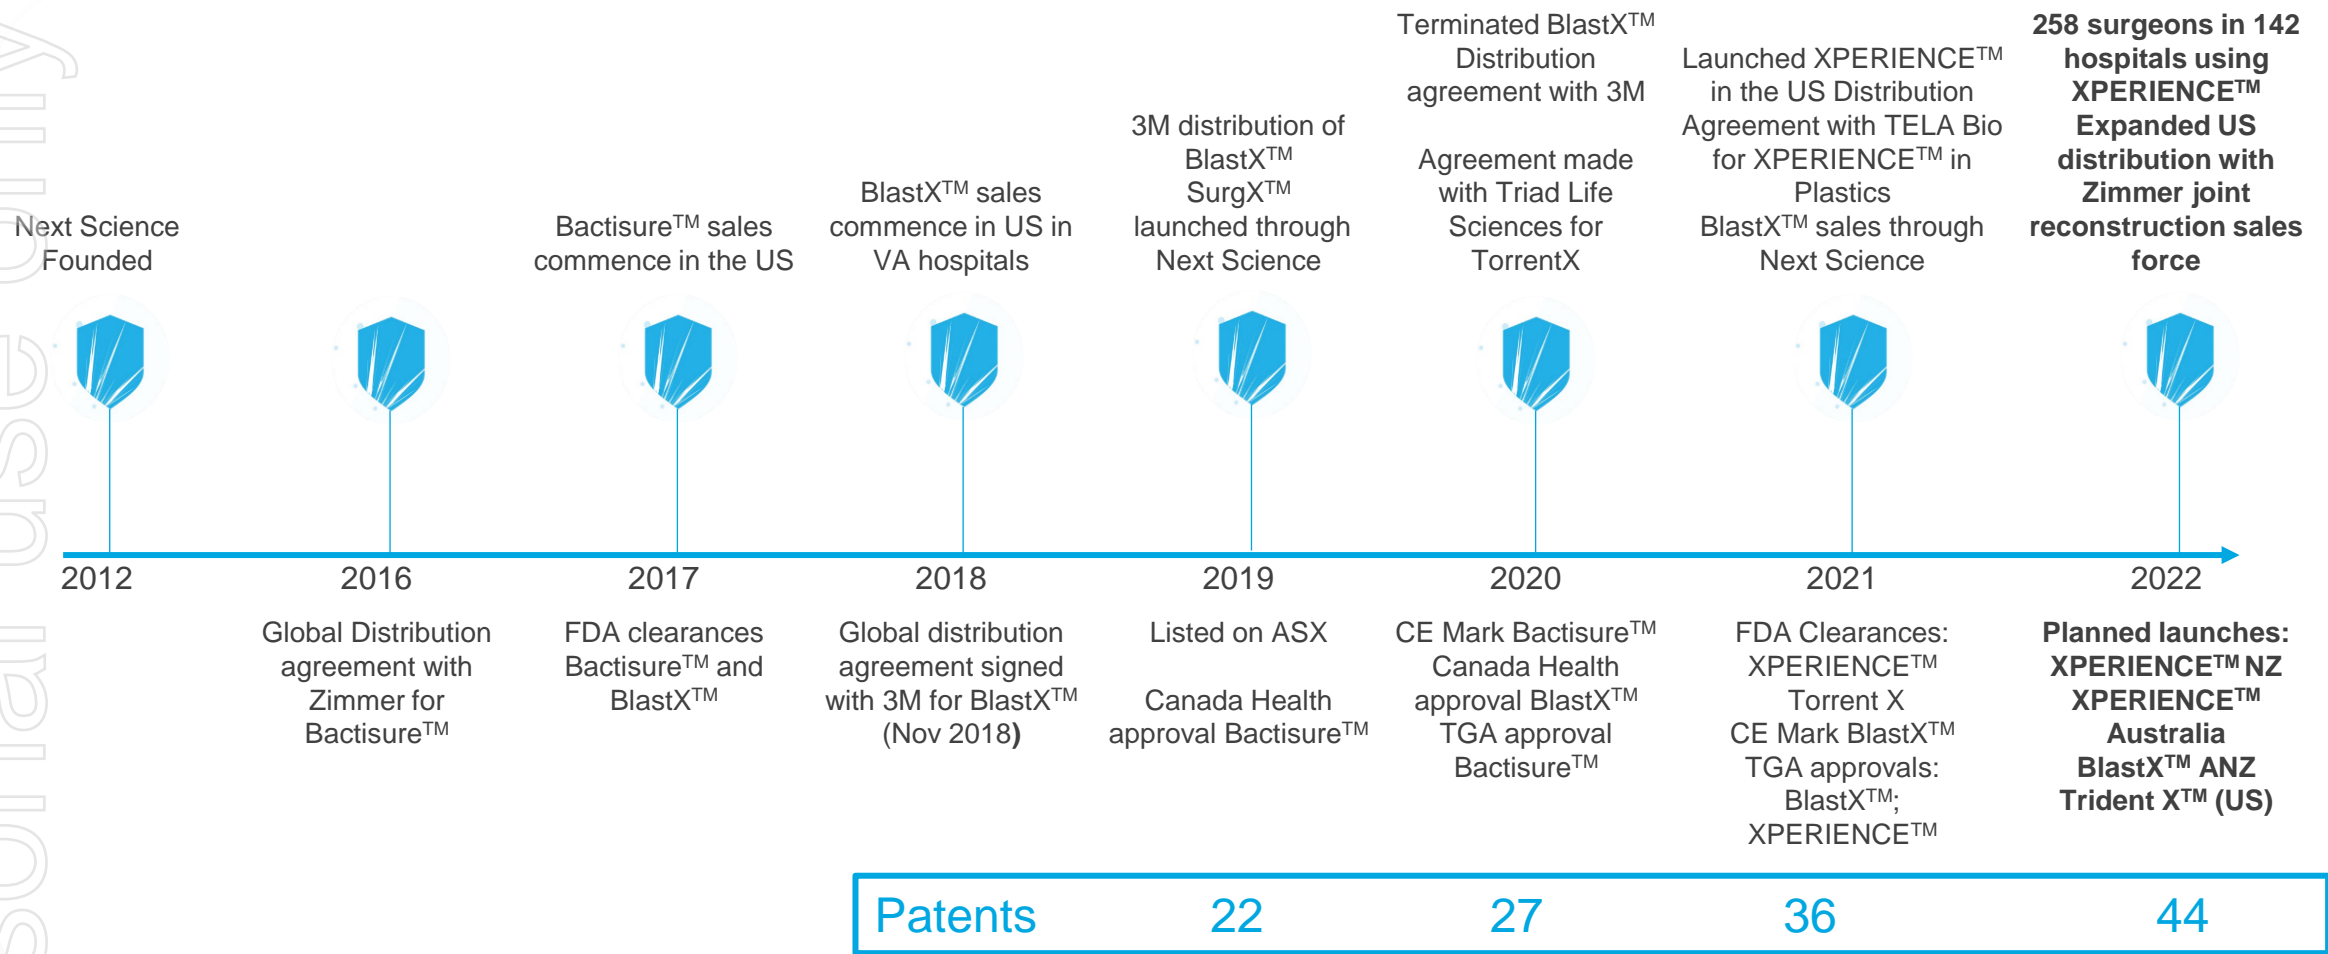 Next Science
Founded
Bactisure™ sales
commence in the US
BlastX™ sales
commence in US in
VA hospitals
3M distribution of
BlastX™
SurgX™
launched through
Next Science
Terminated BlastX™
Distribution
agreement with 3M
Agreement made
with Triad Life
Sciences for
TorrentX
Launched XPERIENCE™
in the US Distribution
Agreement with TELA Bio
for XPERIENCE™ in
Plastics
BlastX™ sales through
Next Science
258 surgeons in 142
hospitals using
XPERIENCE™
Expanded US
distribution with
Zimmer joint
reconstruction sales
force
2012
2016
2017
2018
2019
2020
2021
2022
Global Distribution
agreement with
Zimmer for
Bactisure™
FDA clearances
Bactisure™ and
BlastX™
Global distribution
agreement signed
with 3M for BlastX™
(Nov 2018)
Listed on ASX
Canada Health
approval Bactisure™
CE Mark Bactisure™
Canada Health
approval BlastX™
TGA approval
Bactisure™
FDA Clearances:
XPERIENCE™
Torrent X
CE Mark BlastX™
TGA approvals:
BlastX™;
XPERIENCE™
Planned launches:
XPERIENCE™ NZ
XPERIENCE™
Australia
BlastX™ ANZ
Trident X™ (US)
Patents 22 27 36 44
sonal use only